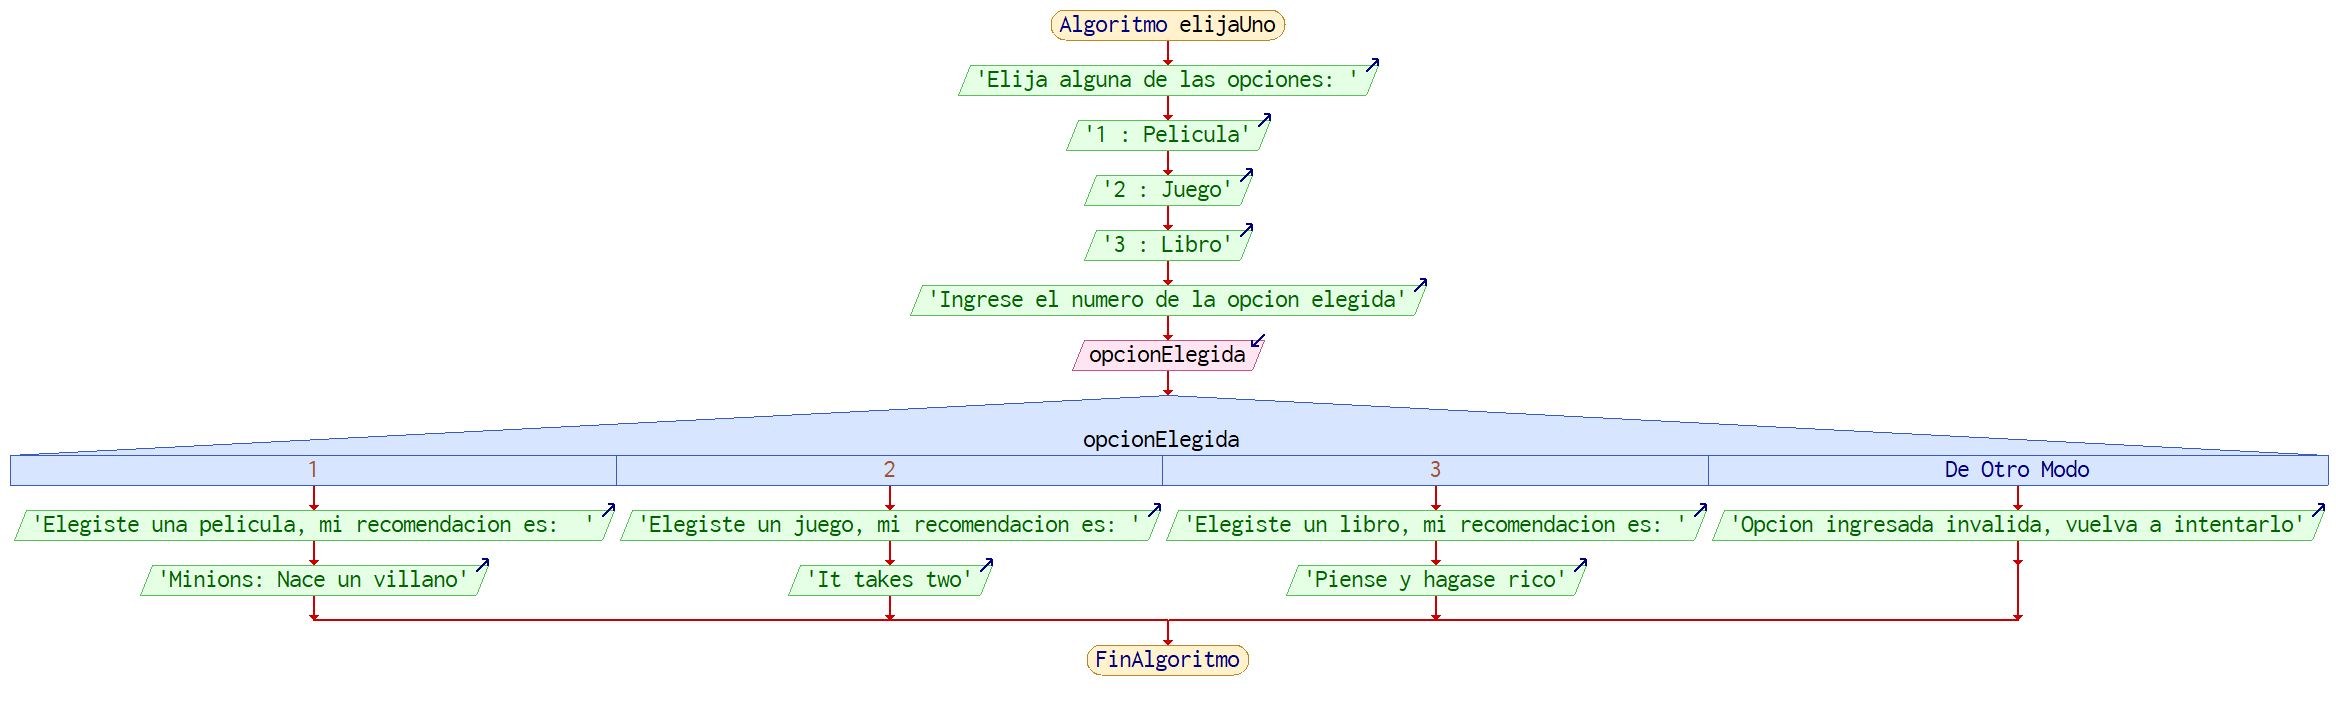 Algoritmo elijaUno
'Elija alguna de las opciones: '
'1 : Pelicula'
'2 : Juego'
'3 : Libro'
'Ingrese el numero de la opcion elegida'
opcionElegida
opcionElegida
1 2 3 De Otro Modo
'Elegiste una pelicula, mi recomendacion es:  ' 'Elegiste un juego, mi recomendacion es: ' 'Elegiste un libro, mi recomendacion es: ' 'Opcion ingresada invalida, vuelva a intentarlo'
'Minions: Nace un villano' 'It takes two' 'Piense y hagase rico'
FinAlgoritmo